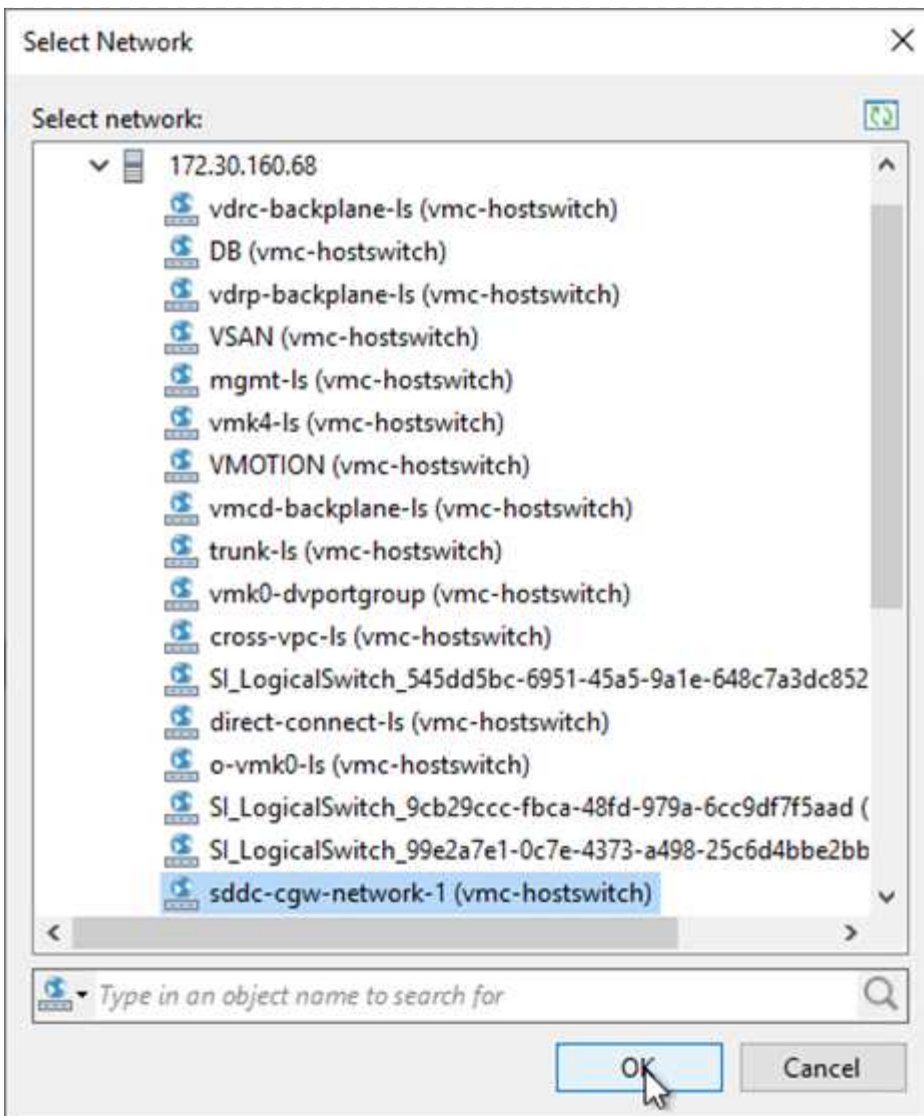 Select Network
Select network:
172.30.160.68
vdrc-backplane-ls (vmc-hostswitch)
DB (vmc-hostswitch)
vdrp-backplane-ls (vmc-hostswitch)
VSAN (vmc-hostswitch)
mgmt-ls (vmc-hostswitch)
vmk4-ls (vmc-hostswitch)
VMOTION (vmc-hostswitch)
vmcd-backplane-ls (vmc-hostswitch)
trunk-ls (vmc-hostswitch)
vmk0-dvportgroup (vmc-hostswitch)
cross-vpc-ls (vmc-hostswitch)
SI_LogicalSwitch_545dd5bc-6951-45a5-9a1e-648c7a3dc852
direct-connect-ls (vmc-hostswitch)
o-vmk0-ls (vmc-hostswitch)
SI_LogicalSwitch_9cb29ccc-fbca-48fd-979a-6cc9df7f5aad (
SI_LogicalSwitch_99e2a7e1-0c7e-4373-a498-25c6d4bbe2bb
sddc-cgw-network-1 (vmc-hostswitch)
Type in an object name to search for
OK Cancel